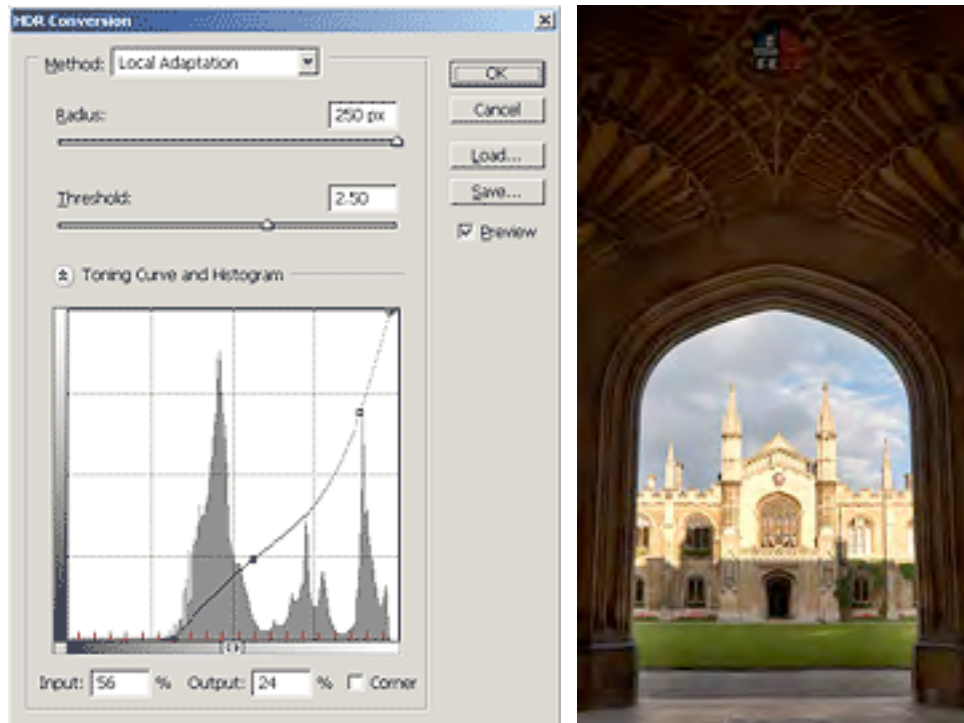 HDR Conversion
Method: Local Adaptation
OK
Radius: 250 px
Cancel
Load...
Threshold: 2.50
Save...
Preview
Toning Curve and Histogram
Input: 56 % Output: 24 % Corner